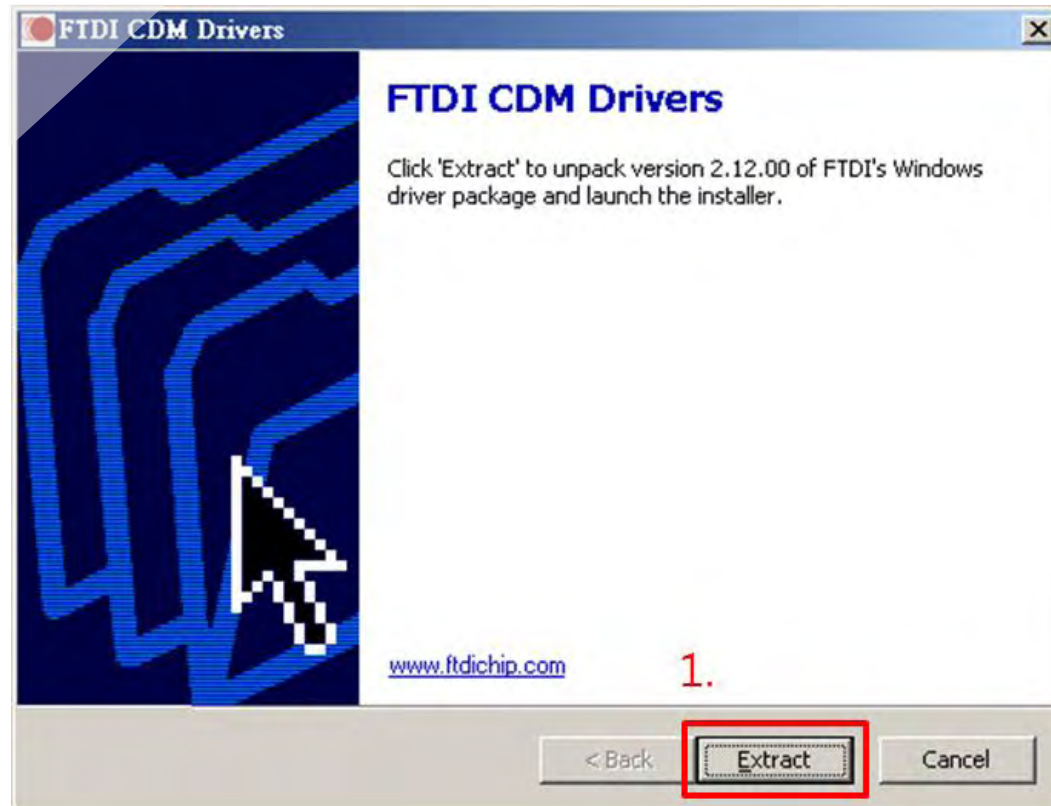 FTDI CDM Drivers
FTDI CDM Drivers
Click 'Extract' to unpack version 2.12.00 of FTDI's Windows
driver package and launch the installer.
www.ftdichip.com
1.
< Back
Extract
Cancel